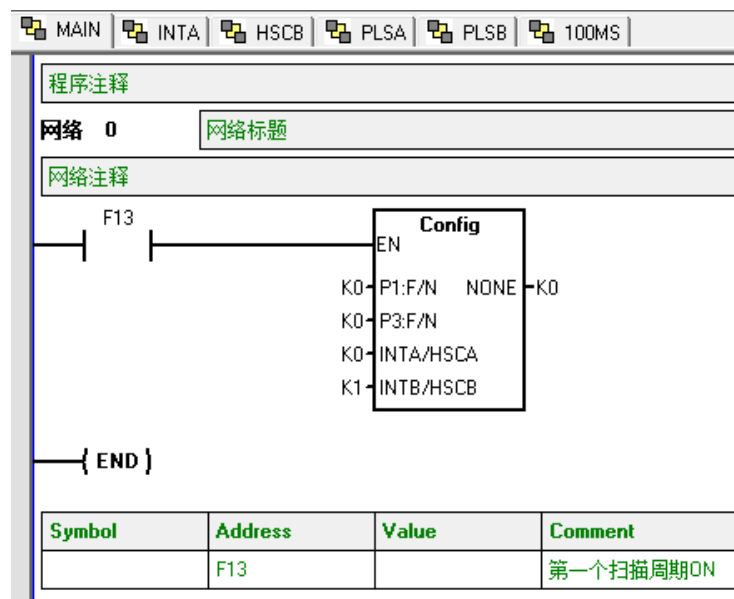 MAIN INTA HSCB PLSA PLSB 100MS
程序注释
网络 0 网络标题
网络注释
F13 Config
EN
K0 P1:F/N NONE K0
K0 P3:F/N
K0 INTA/HSCA
K1 INTB/HSCB
( END )
Symbol Address Value Comment
F13 第一个扫描周期ON